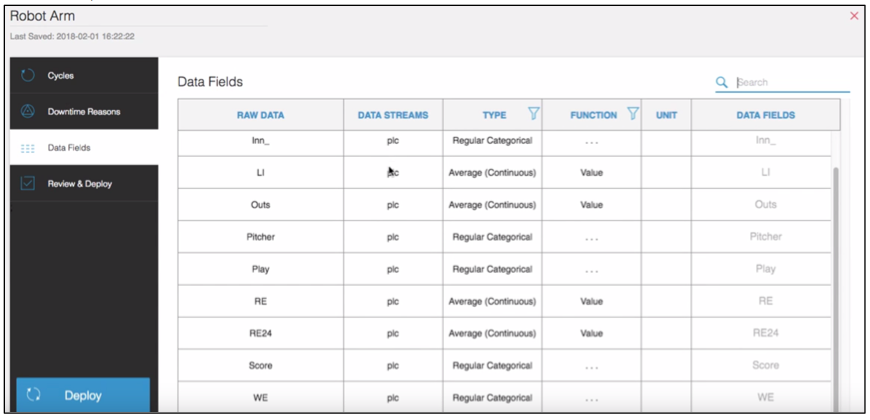 Robot Arm
Last Saved: 2018-02-01 16:22:22
Cycles
Downtime Reasons
Data Fields
Review & Deploy
Deploy
Data Fields
Search
RAW DATA DATA STREAMS TYPE FUNCTION UNIT DATA FIELDS
Inn_ plc Regular Categorical ... Inn_
LI plc Average (Continuous) Value LI
Outs plc Average (Continuous) Value Outs
Pitcher plc Regular Categorical ... Pitcher
Play plc Regular Categorical ... Play
RE plc Average (Continuous) Value RE
RE24 plc Average (Continuous) Value RE24
Score plc Regular Categorical ... Score
WE plc Regular Categorical ... WE